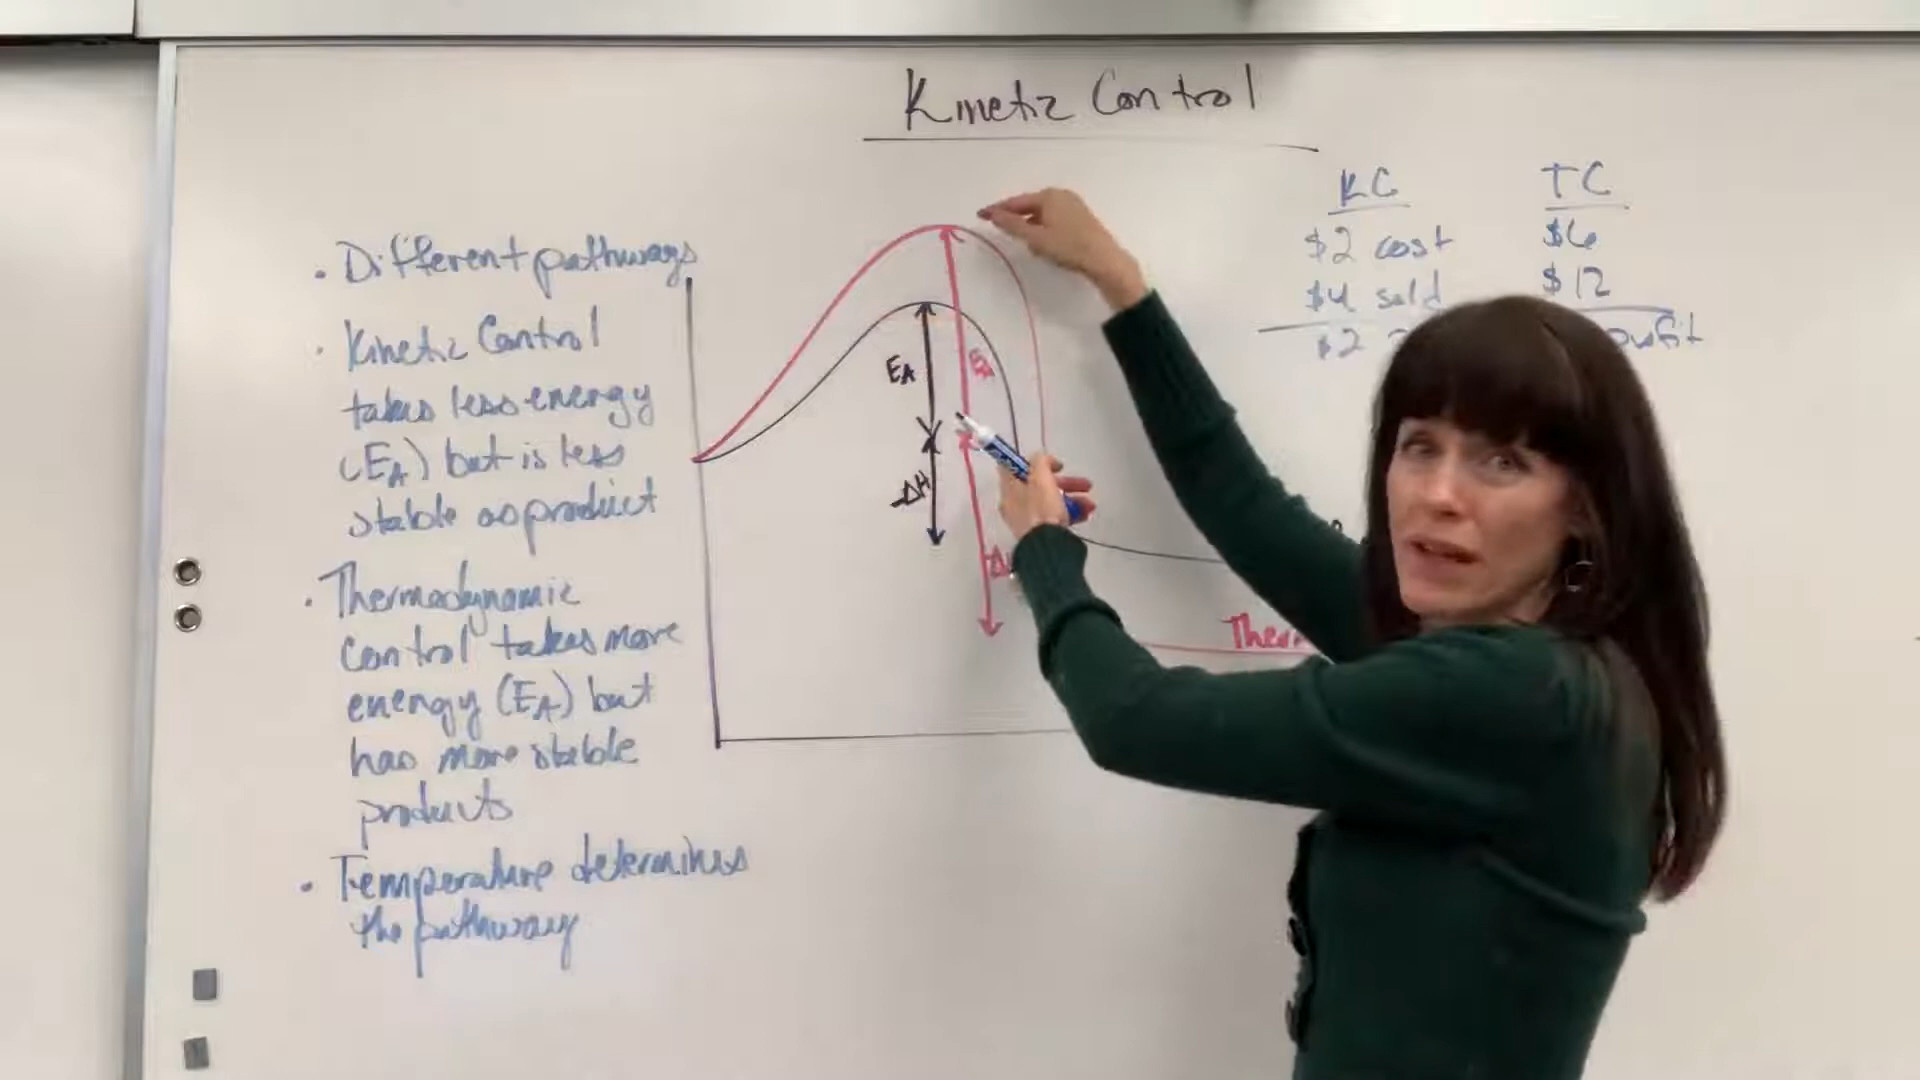 Kinetic Control
KC TC
$2 cost $6
$4 sold $12
$2
• Different pathways
• Kinetic Control
takes less energy
(EA) but is less
stable as product
• Thermodynamic
control takes more
energy (EA) but
has more stable
products
• Temperature determines
the pathway
EA
EA
-ΔH